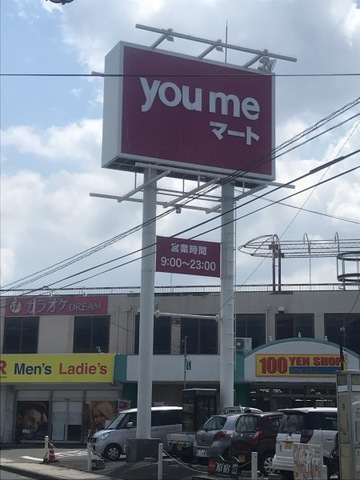 you me
マート
営業時間
9:00〜23:00
カラオケ DREAM
Men's Ladie's
100 YEN SHOP